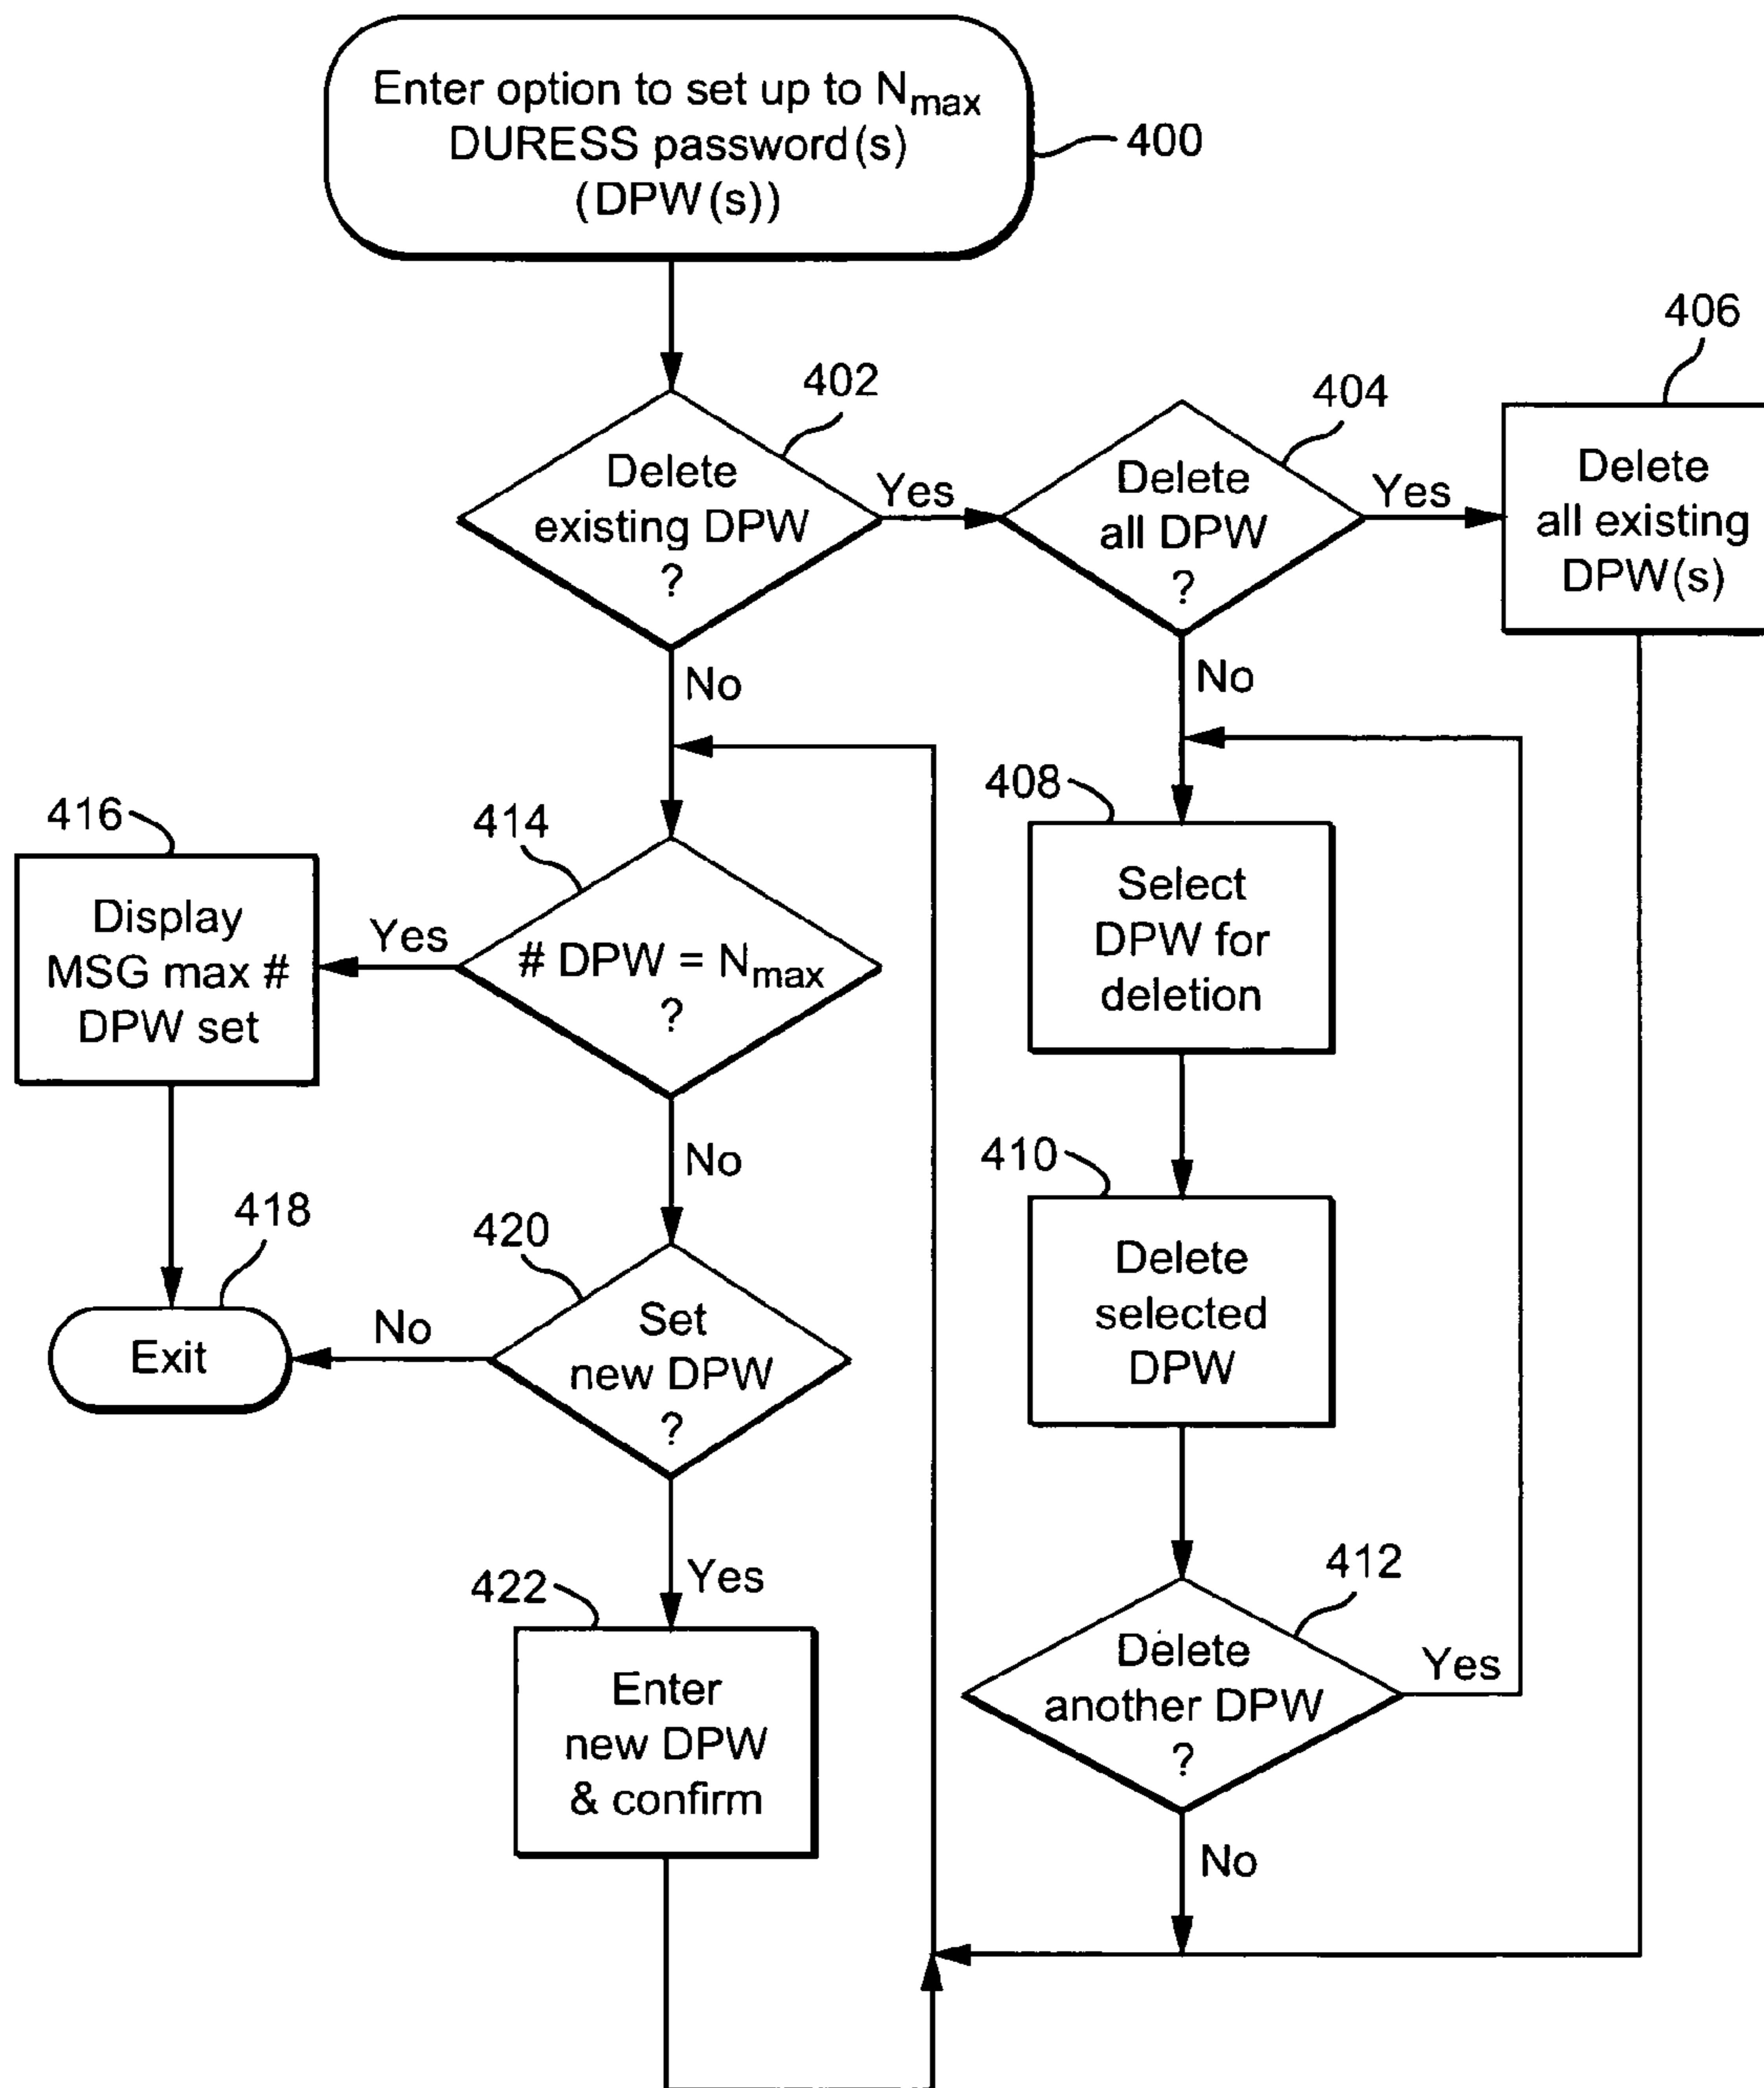 Enter option to set up to Nmax
DURESS password(s)
(DPW(s))
400
402
Delete
existing DPW
?
Yes
No
404
Delete
all DPW
?
Yes
No
406
Delete
all existing
DPW(s)
408
Select
DPW for
deletion
410
Delete
selected
DPW
412
Delete
another DPW
?
Yes
No
414
# DPW = Nmax
?
Yes
No
416
Display
MSG max #
DPW set
418
Exit
420
Set
new DPW
?
No
Yes
422
Enter
new DPW
& confirm